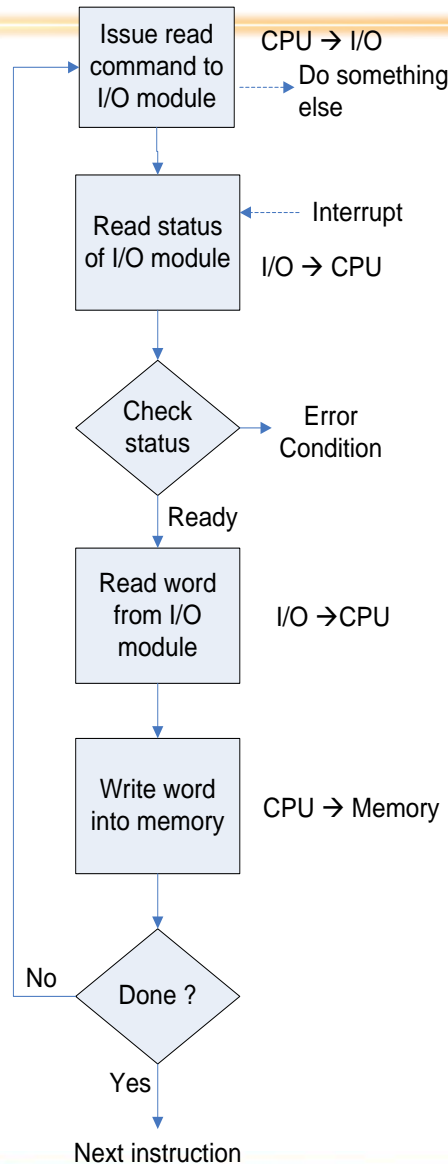 Issue read
command to
I/O module
CPU → I/O
Do something
else
Read status
of I/O module
Interrupt
I/O → CPU
Check
status
Error
Condition
Ready
Read word
from I/O
module
I/O →CPU
Write word
into memory
CPU → Memory
No
Done ?
Yes
Next instruction